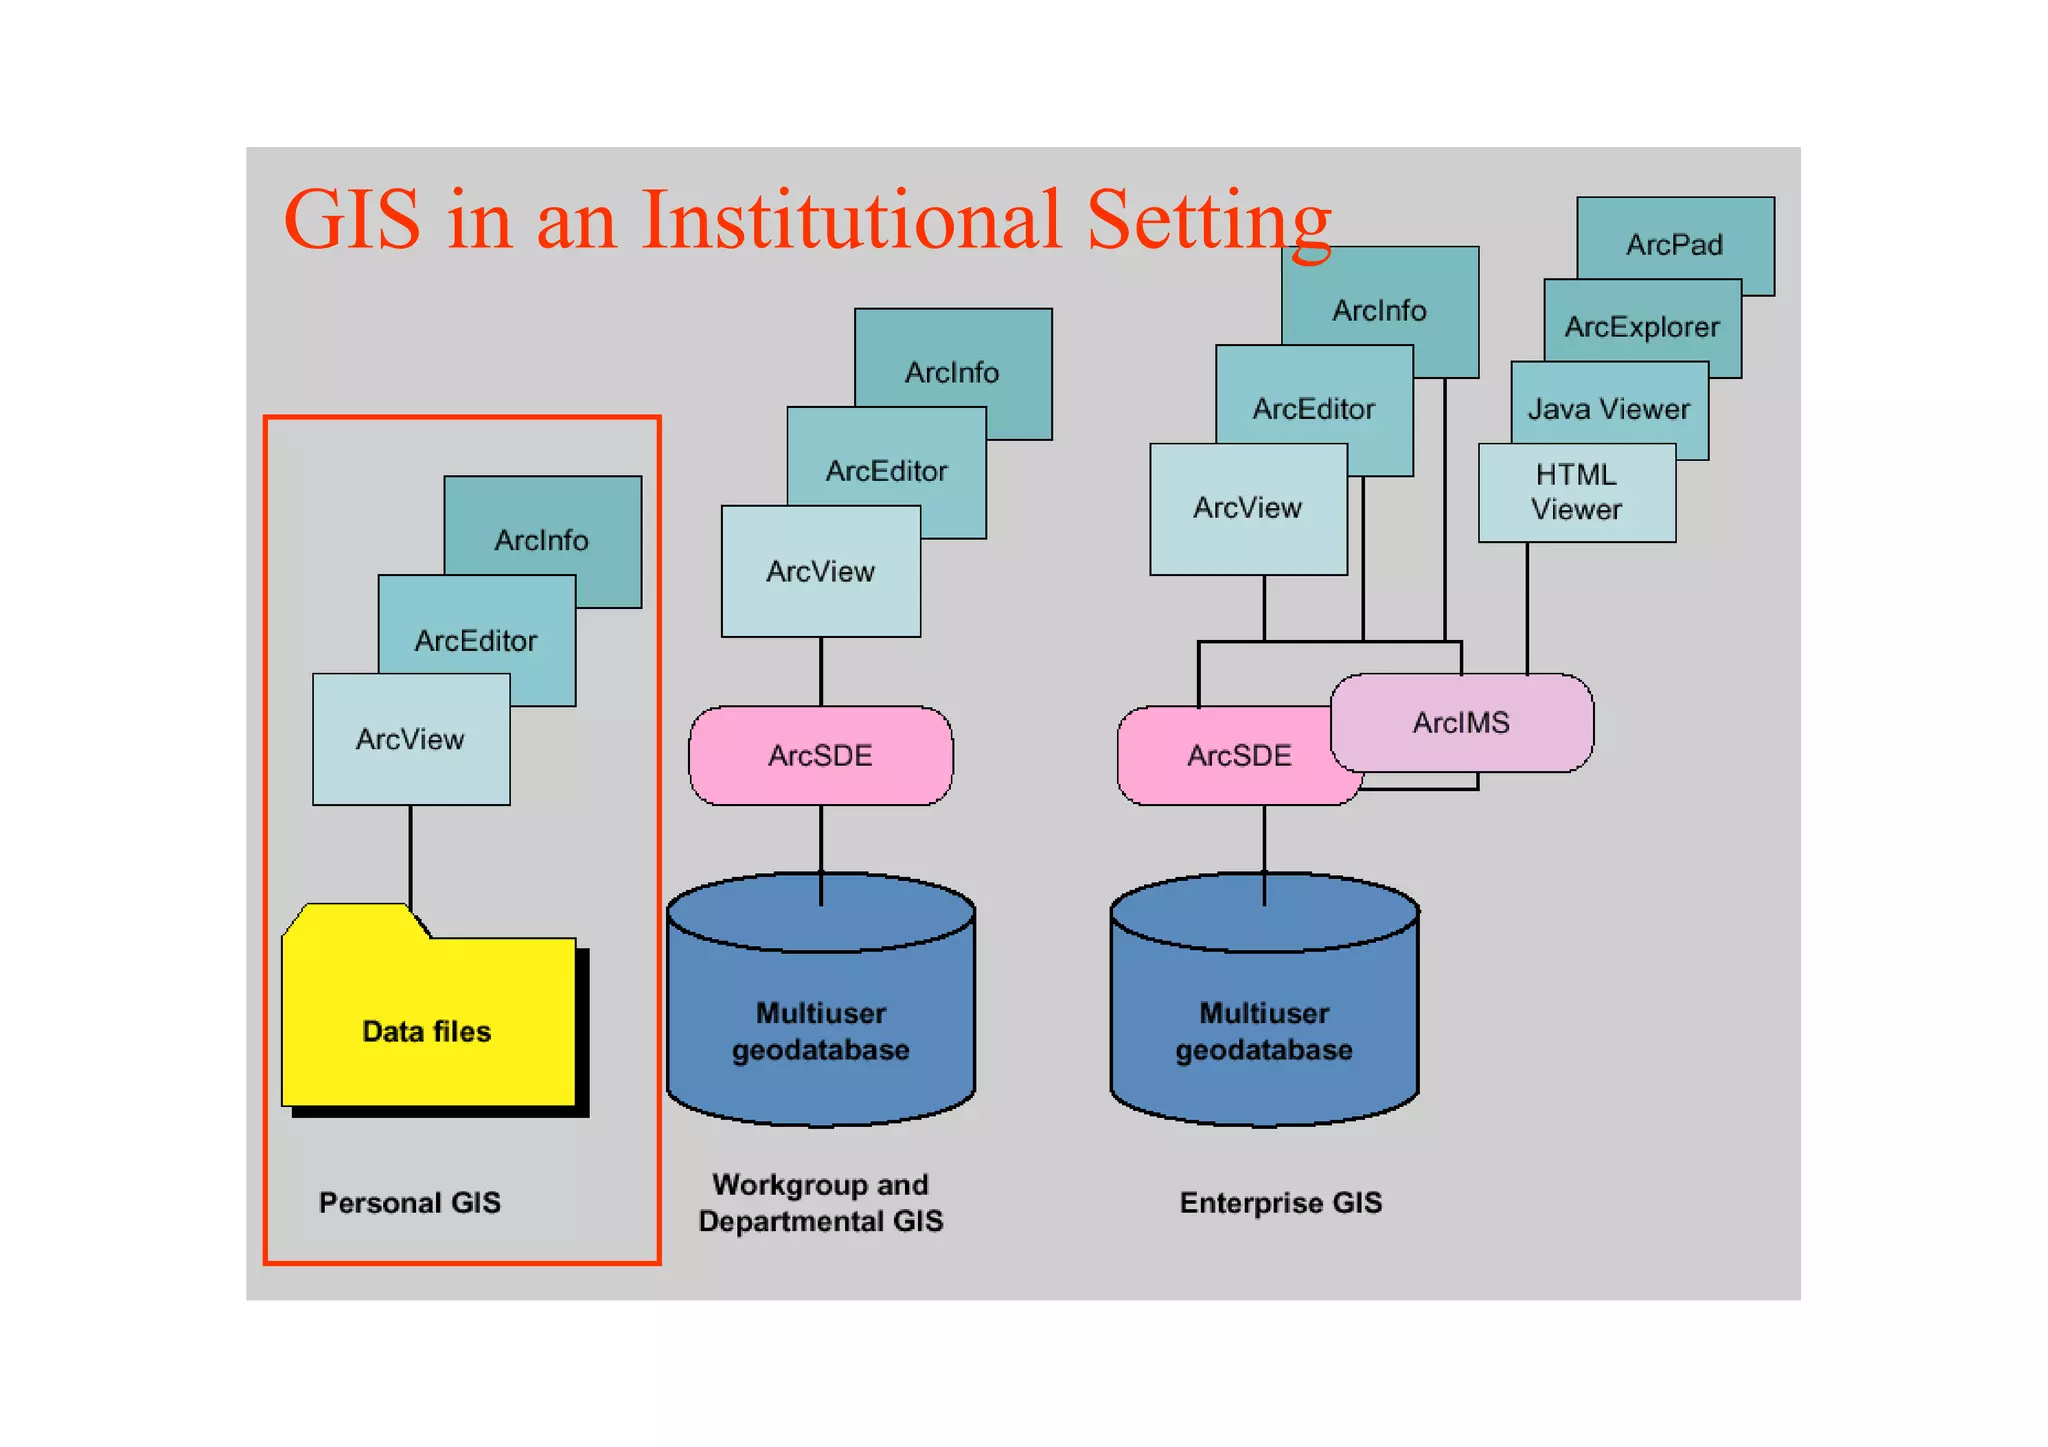 GIS in an Institutional Setting
ArcInfo
ArcEditor
ArcView
Data files
Personal GIS
ArcInfo
ArcEditor
ArcView
ArcSDE
Multiuser
geodatabase
Workgroup and
Departmental GIS
ArcInfo
ArcEditor
ArcView
ArcPad
ArcExplorer
Java Viewer
HTML
Viewer
ArcIMS
ArcSDE
Multiuser
geodatabase
Enterprise GIS